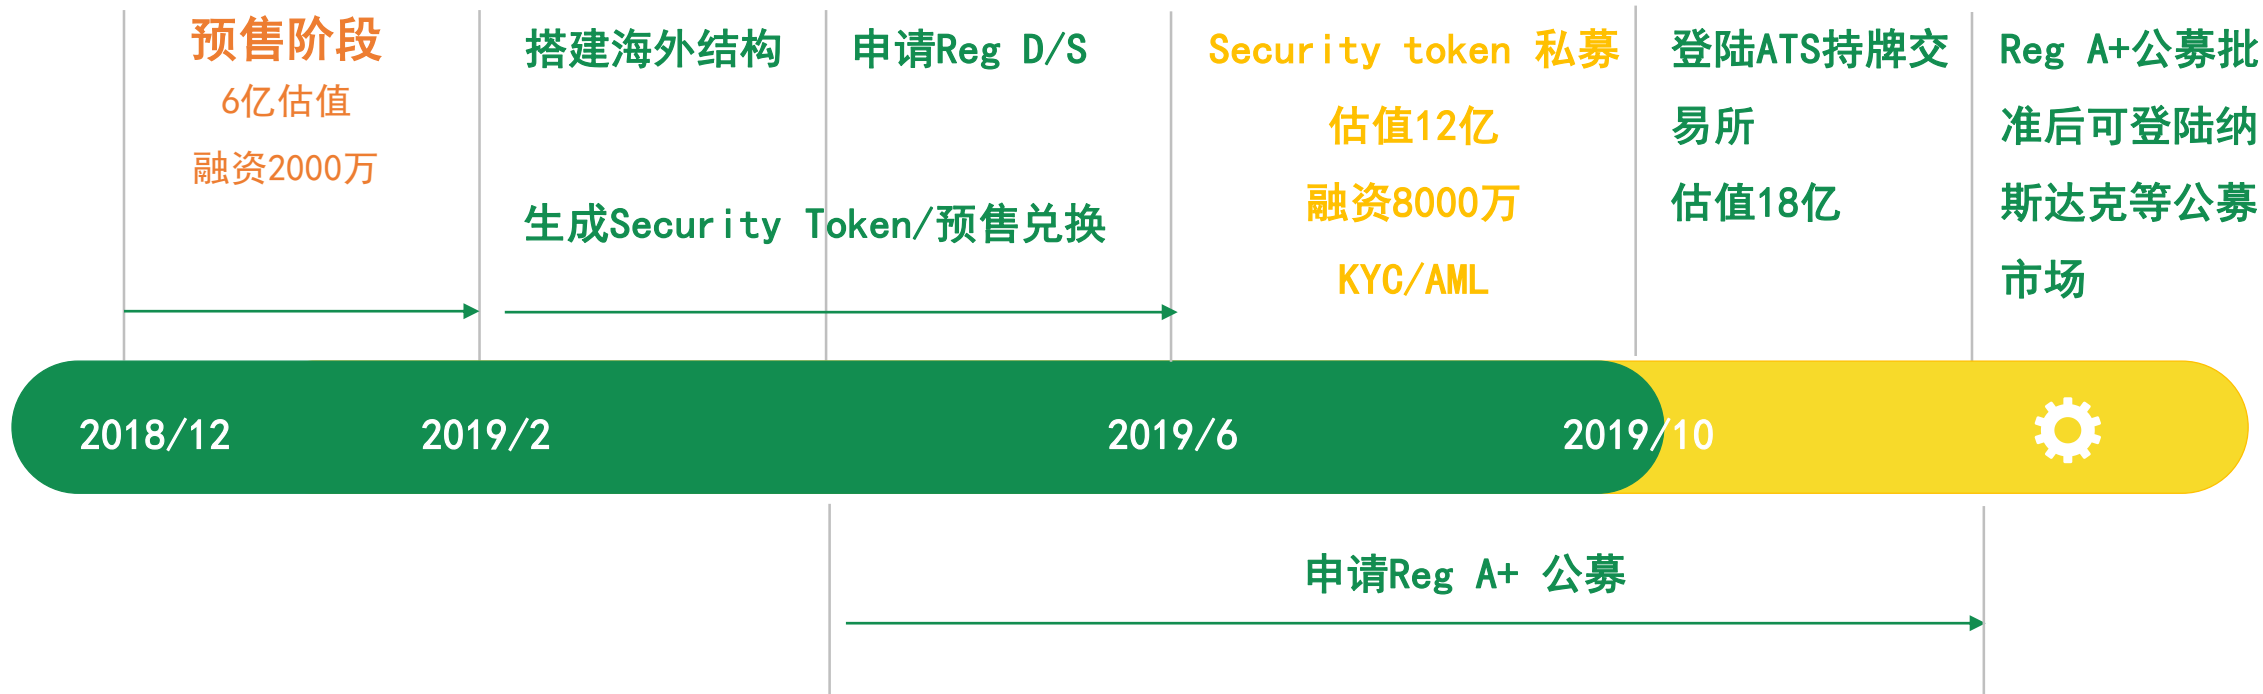 预售阶段
6亿估值
融资2000万
搭建海外结构
申请Reg D/S
生成Security Token/预售兑换
Security token 私募
估值12亿
融资8000万
KYC/AML
登陆ATS持牌交
易所
估值18亿
Reg A+公募批
准后可登陆纳
斯达克等公募
市场
2018/12
2019/2
2019/6
2019/10
申请Reg A+ 公募